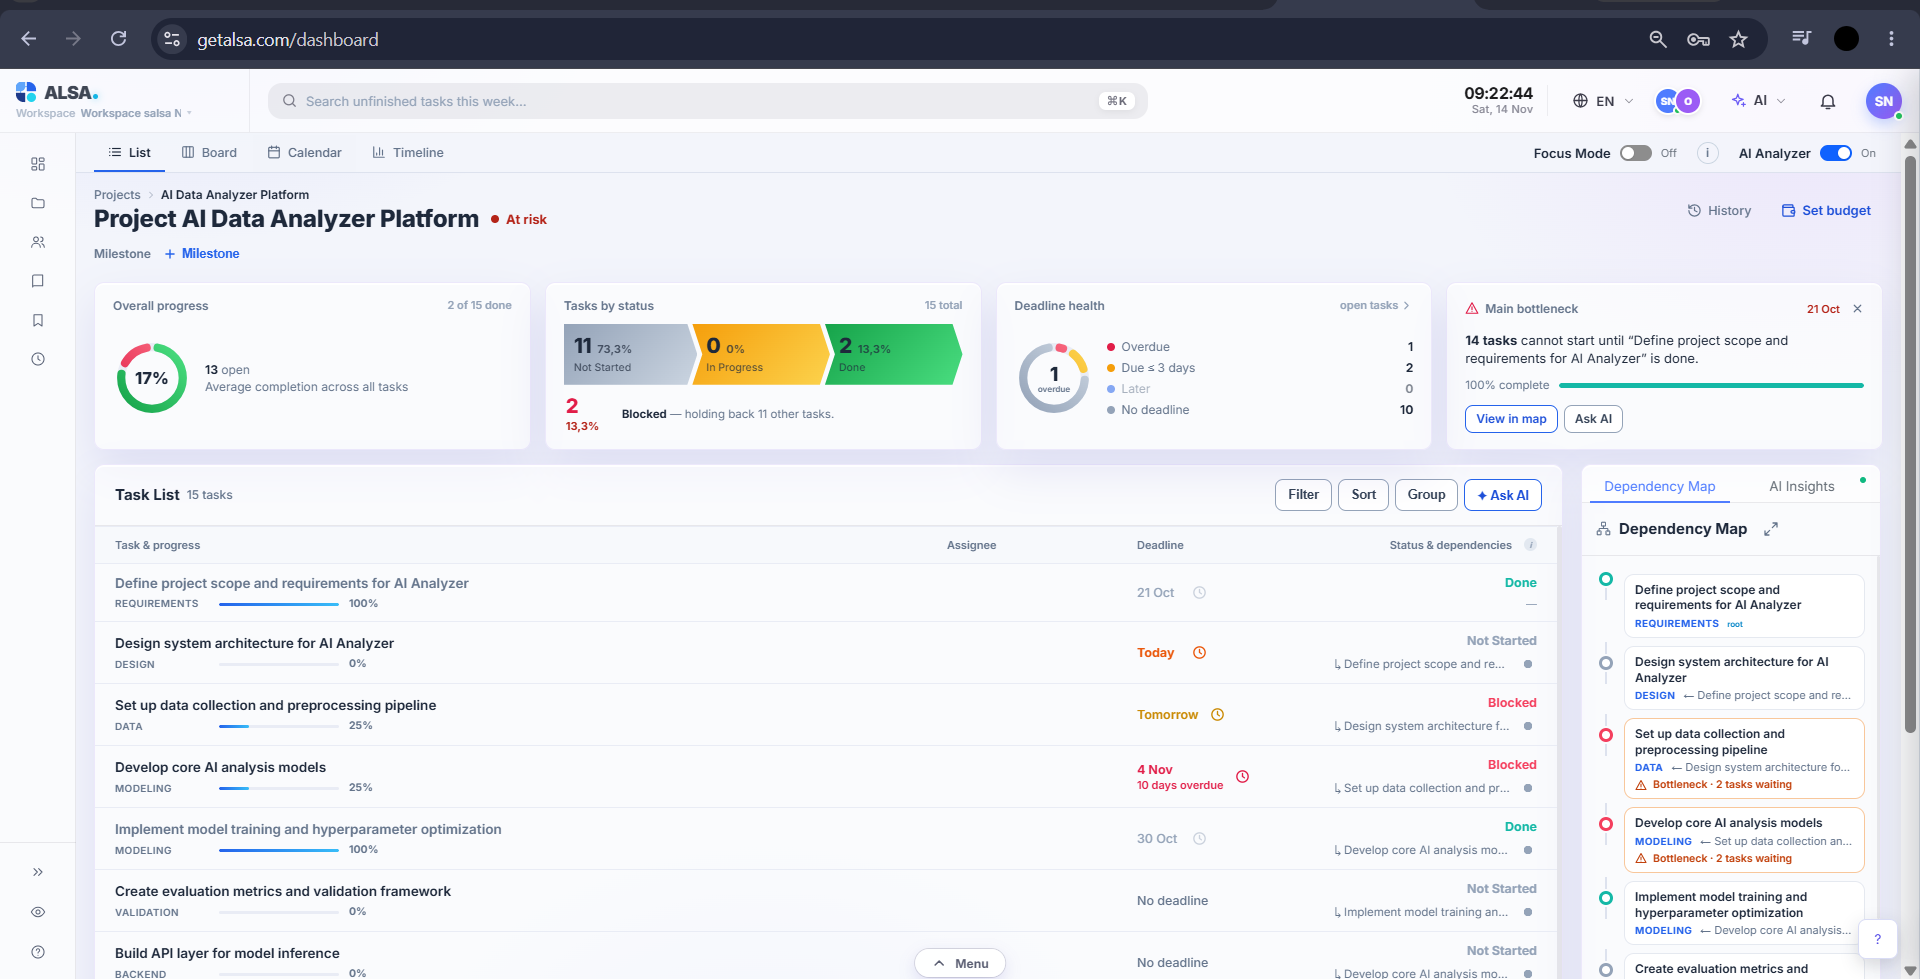 getalsa.com/dashboard
ALSA.
Workspace Workspace salsa N
Search unfinished tasks this week...
⌘K
09:22:44
Sat, 14 Nov
EN
SN
O
AI
SN
List
Board
Calendar
Timeline
Focus Mode
Off
i
AI Analyzer
On
Projects > AI Data Analyzer Platform
Project AI Data Analyzer Platform
At risk
History
Set budget
Milestone
+ Milestone
Overall progress
2 of 15 done
17%
13 open
Average completion across all tasks
Tasks by status
15 total
11 73,3%
Not Started
0 0%
In Progress
2 13,3%
Done
2
13,3%
Blocked — holding back 11 other tasks.
Deadline health
open tasks >
1
overdue
Overdue 1
Due ≤ 3 days 2
Later 0
No deadline 10
Main bottleneck
21 Oct
14 tasks cannot start until “Define project scope and
requirements for AI Analyzer” is done.
100% complete
View in map
Ask AI
Task List 15 tasks
Filter
Sort
Group
✦ Ask AI
Task & progress
Assignee
Deadline
Status & dependencies
i
Define project scope and requirements for AI Analyzer
REQUIREMENTS 100%
21 Oct
Done
—
Design system architecture for AI Analyzer
DESIGN 0%
Today
Not Started
↳ Define project scope and re...
Set up data collection and preprocessing pipeline
DATA 25%
Tomorrow
Blocked
↳ Design system architecture f...
Develop core AI analysis models
MODELING 25%
4 Nov
10 days overdue
Blocked
↳ Set up data collection and pr...
Implement model training and hyperparameter optimization
MODELING 100%
30 Oct
Done
↳ Develop core AI analysis mo...
Create evaluation metrics and validation framework
VALIDATION 0%
No deadline
Not Started
↳ Implement model training an...
Build API layer for model inference
BACKEND 0%
No deadline
Not Started
↳ Develop core AI analysis mo...
Menu
Dependency Map
AI Insights
Dependency Map
Define project scope and
requirements for AI Analyzer
REQUIREMENTS root
Design system architecture for AI
Analyzer
DESIGN ← Define project scope and re...
Set up data collection and
preprocessing pipeline
DATA ← Design system architecture fo...
Bottleneck · 2 tasks waiting
Develop core AI analysis models
MODELING ← Set up data collection an...
Bottleneck · 2 tasks waiting
Implement model training and
hyperparameter optimization
MODELING ← Develop core AI analysis...
Create evaluation metrics and
?